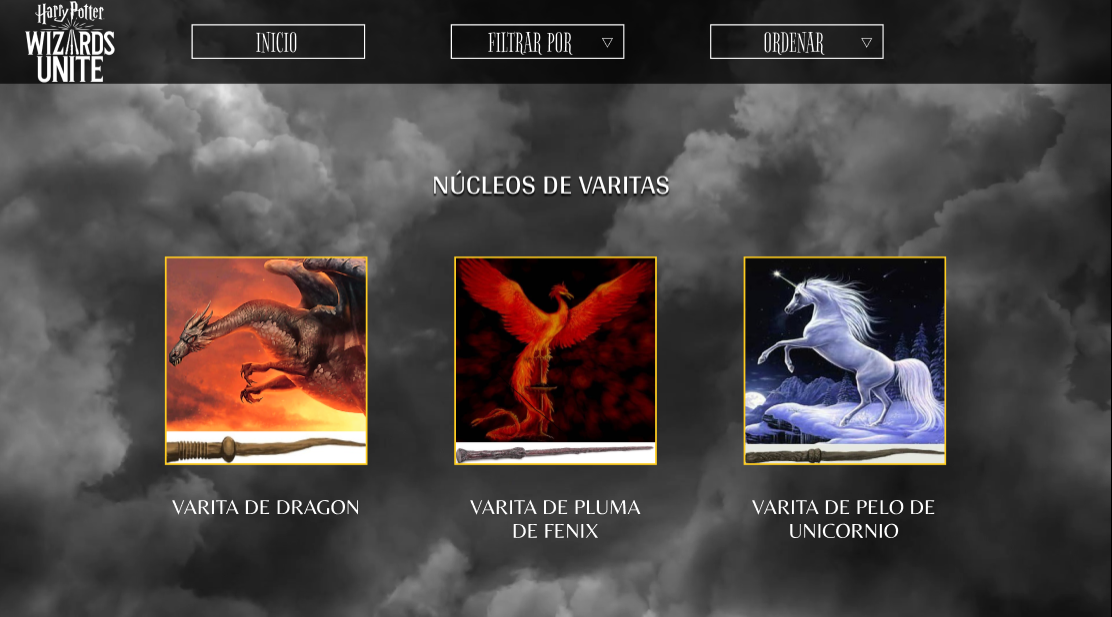 Harry Potter
WIZARDS
UNITE
INICIO
FILTRAR POR
ORDENAR
NÚCLEOS DE VARITAS
VARITA DE DRAGON
VARITA DE PLUMA
DE FENIX
VARITA DE PELO DE
UNICORNIO